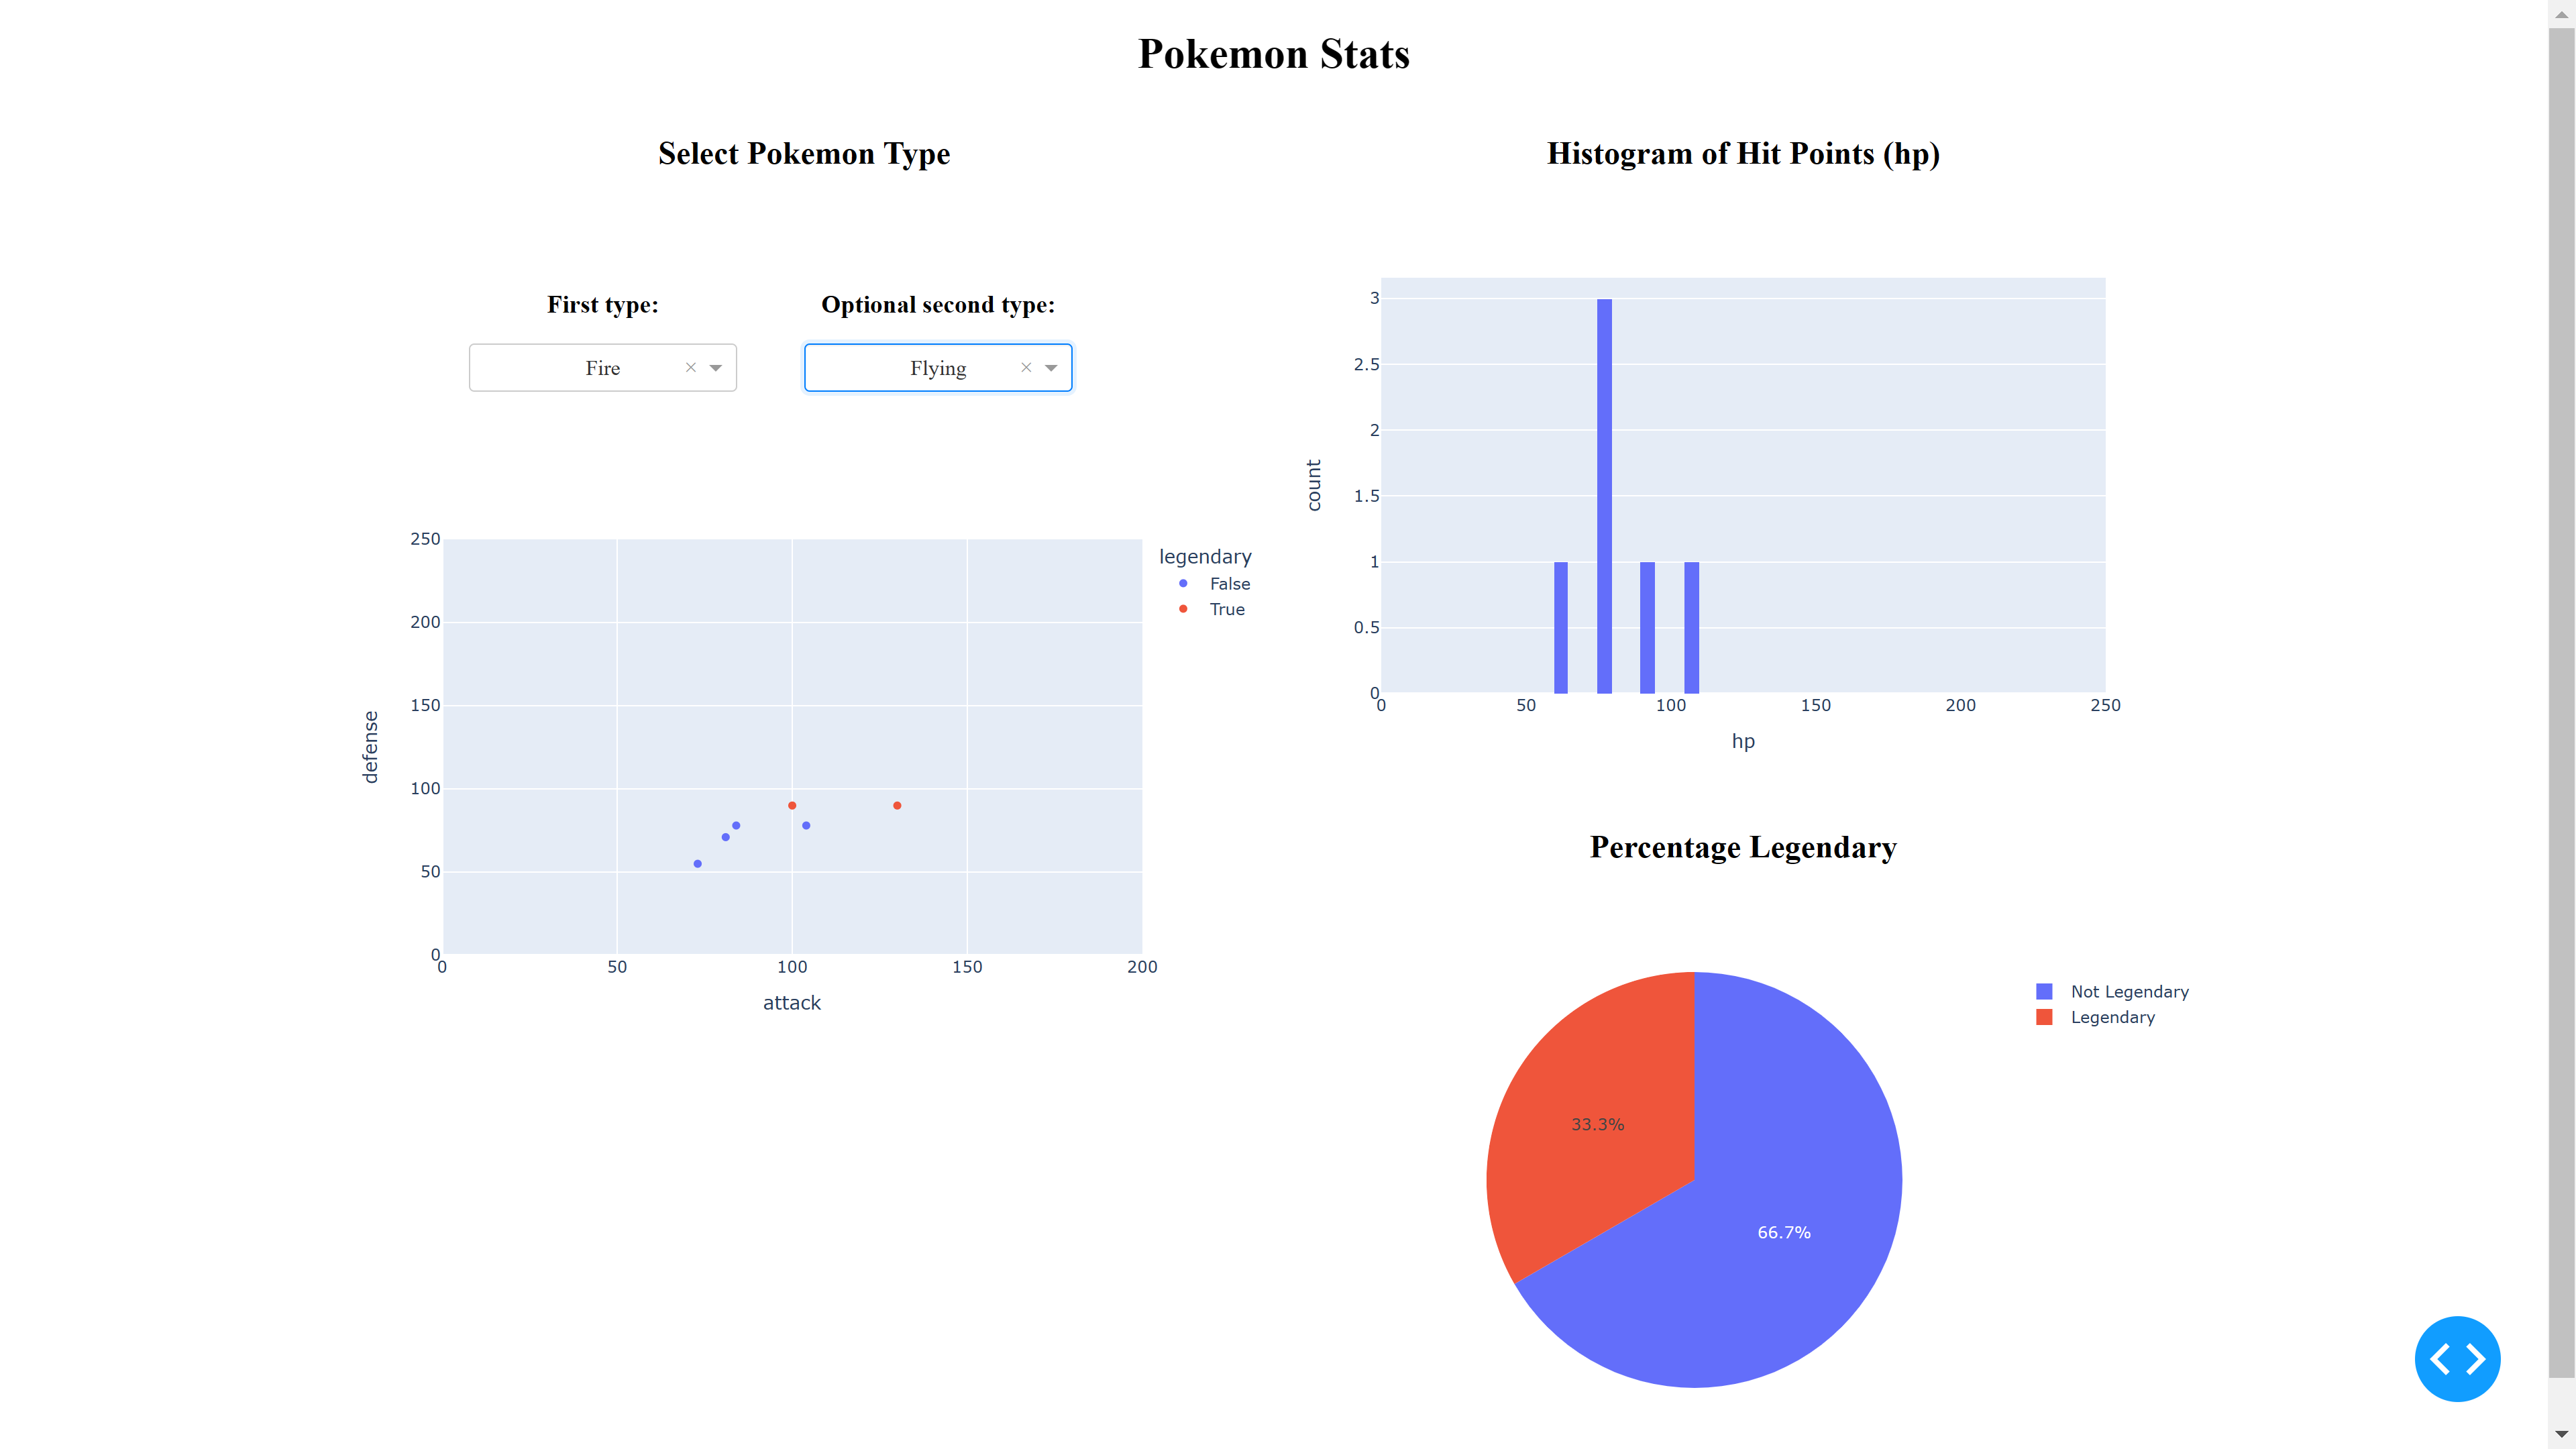 Pokemon Stats
Select Pokemon Type
First type:
Optional second type:
Fire
Flying
250
200
150
100
50
0
0
50
100
150
200
defense
attack
legendary
False
True
Histogram of Hit Points (hp)
3
2.5
2
1.5
1
0.5
0
0
50
100
150
200
250
count
hp
Percentage Legendary
33.3%
66.7%
Not Legendary
Legendary